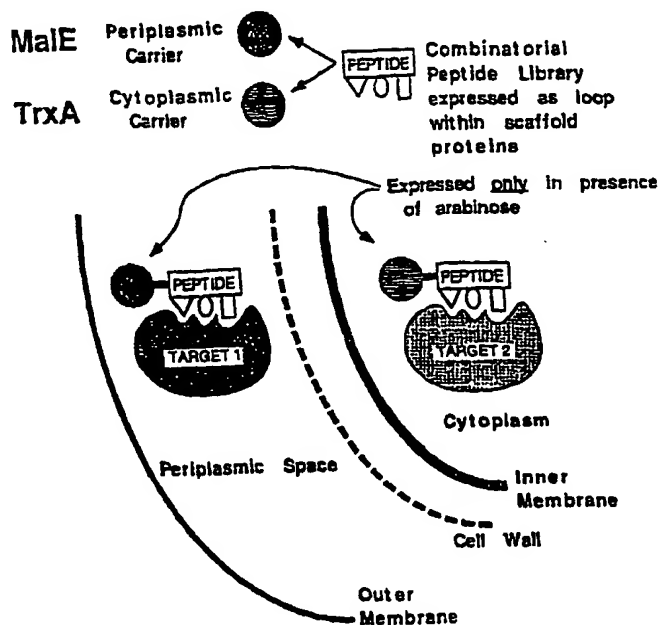 MalE
Periplasmic
Carrier
TrxA
Cytoplasmic
Carrier
PEPTIDE
Combinatorial
Peptide Library
expressed as loop
within scaffold
proteins
Expressed only in presence
of arabinose
PEPTIDE
TARGET 1
PEPTIDE
TARGET 2
Cytoplasm
Periplasmic Space
Inner
Membrane
Cell Wall
Outer
Membrane